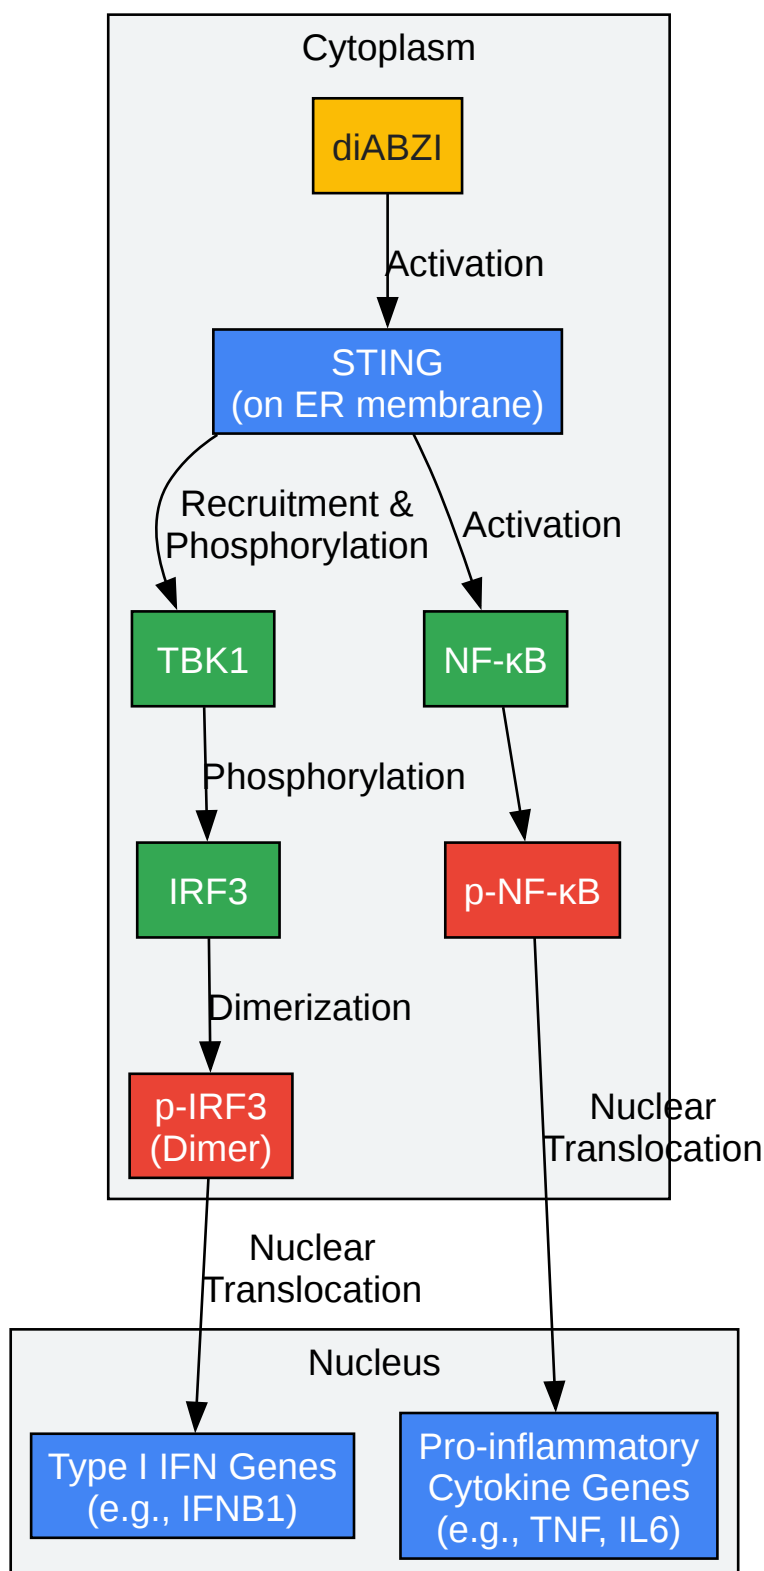 Cytoplasm
diABZI
Activation
STING
(on ER membrane)
Recruitment &
Phosphorylation
Activation
TBK1
NF-κB
Phosphorylation
IRF3
p-NF-κB
Dimerization
p-IRF3
(Dimer)
Nuclear
Translocation
Nuclear
Translocation
Nucleus
Type I IFN Genes
(e.g., IFNB1)
Pro-inflammatory
Cytokine Genes
(e.g., TNF, IL6)